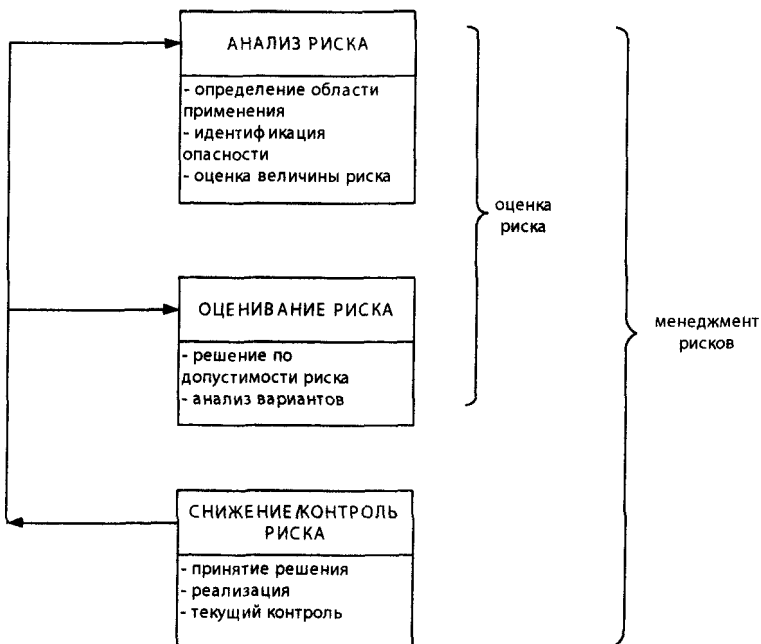 АНАЛИЗ РИСКА
- определение области
применения
- идентификация
опасности
- оценка величины риска
оценка
риска
ОЦЕНИВАНИЕ РИСКА
- решение по
допустимости риска
- анализ вариантов
менеджмент
рисков
СНИЖЕНИЕ/КОНТРОЛЬ
РИСКА
- принятие решения
- реализация
- текущий контроль